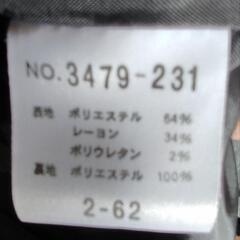 NO.3479-231
表地 ポリエステル 64%
レーヨン 34%
ポリウレタン 2%
裏地 ポリエステル 100%
2-62